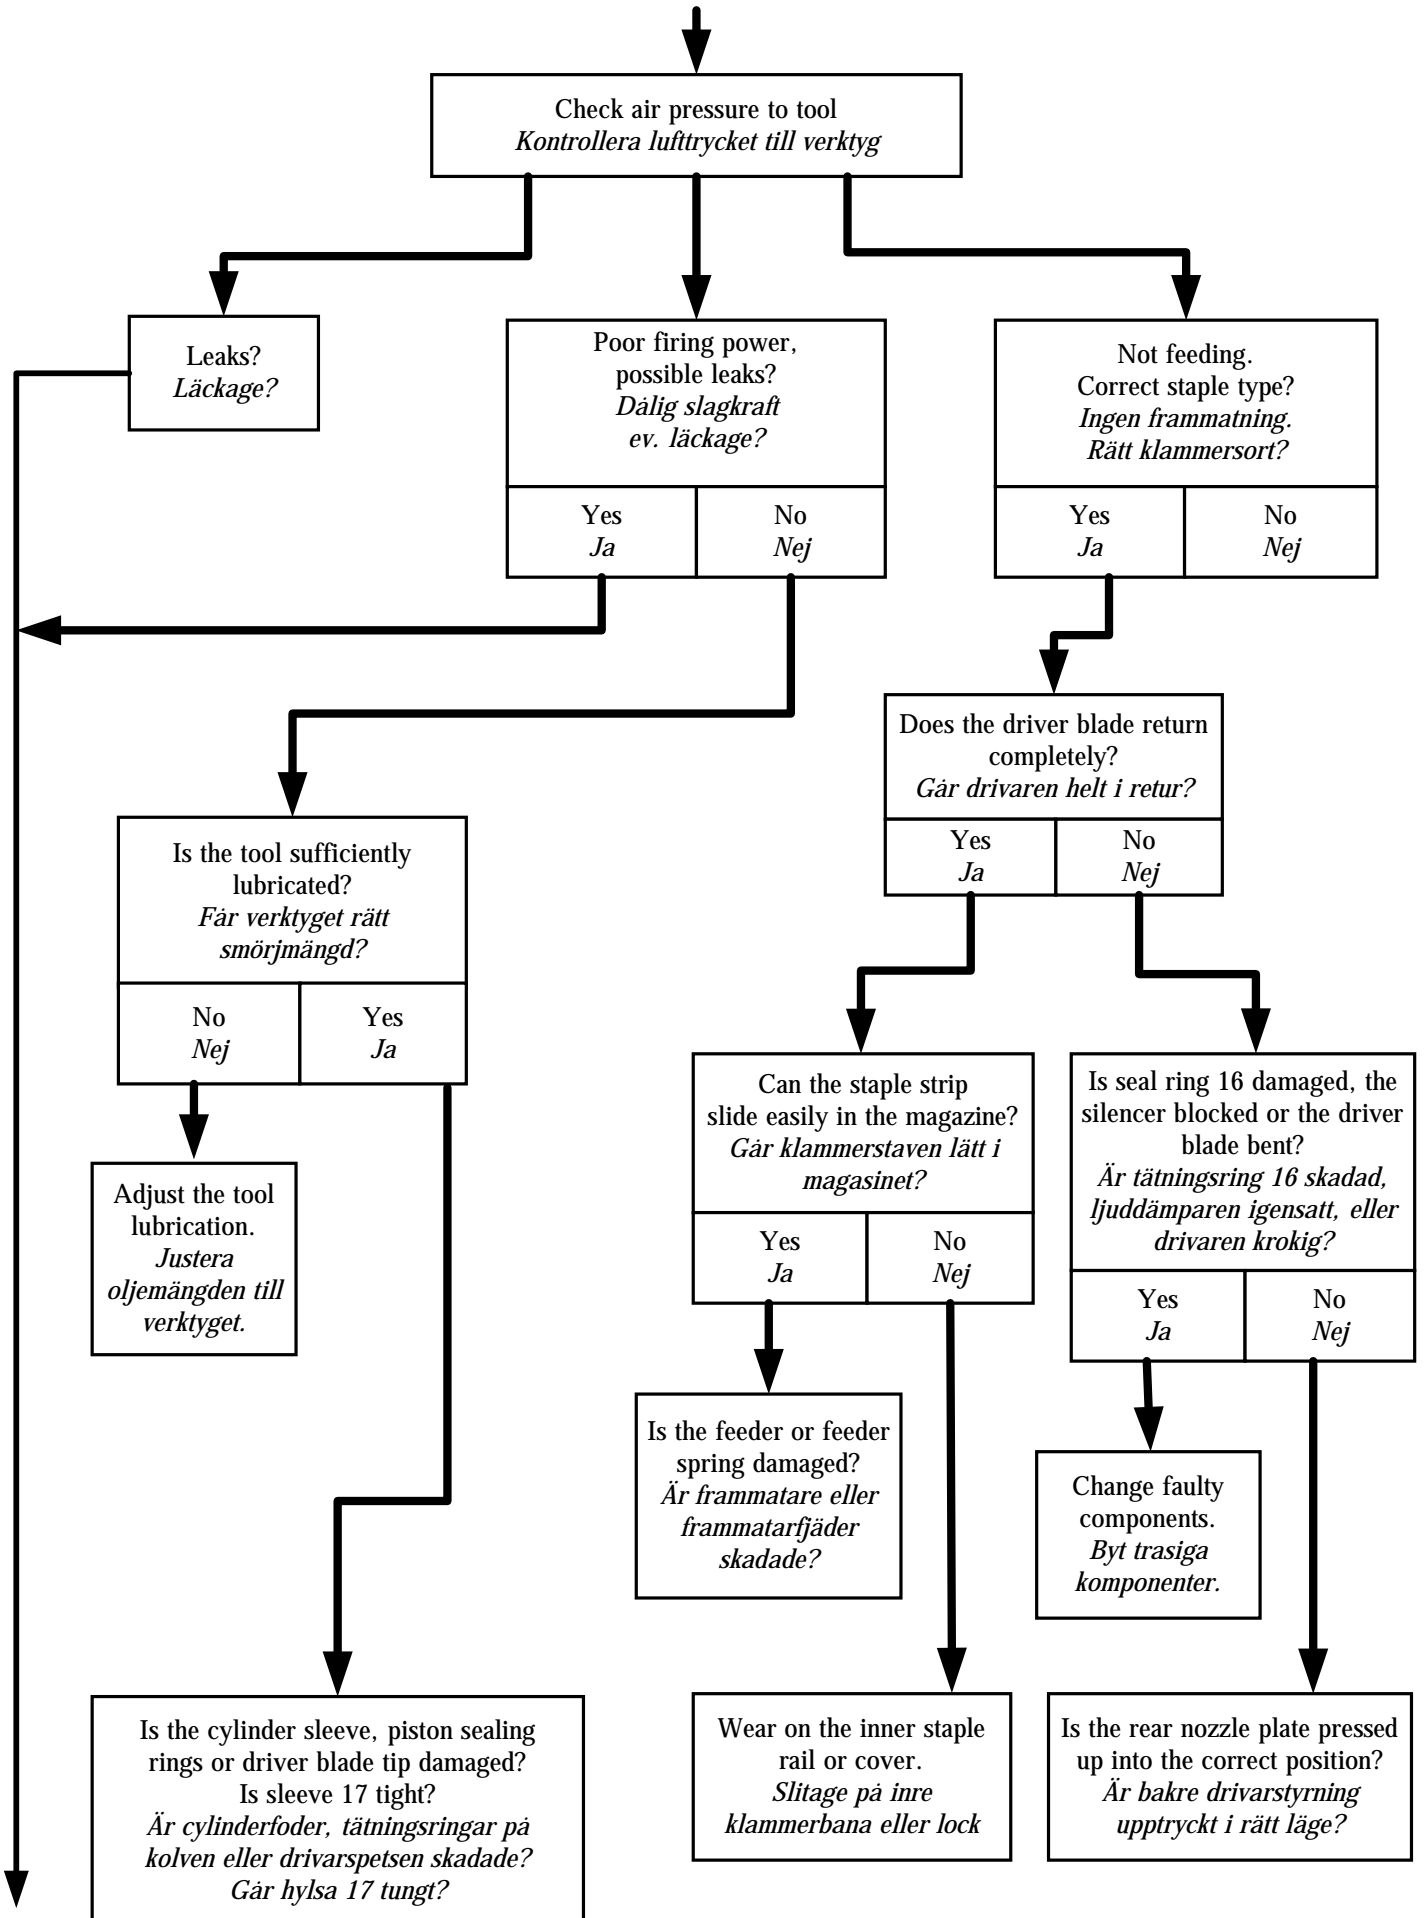 Check air pressure to tool
Kontrollera lufttrycket till verktyg
Leaks?
Läckage?
Poor firing power,
possible leaks?
Dålig slagkraft
ev. läckage?
Yes
Ja
No
Nej
Not feeding.
Correct staple type?
Ingen frammatning.
Rätt klammersort?
Yes
Ja
No
Nej
Does the driver blade return
completely?
Går drivaren helt i retur?
Yes
Ja
No
Nej
Is the tool sufficiently
lubricated?
Får verktyget rätt
smörjmängd?
No
Nej
Yes
Ja
Can the staple strip
slide easily in the magazine?
Går klammerstaven lätt i
magasinet?
Yes
Ja
No
Nej
Is seal ring 16 damaged, the
silencer blocked or the driver
blade bent?
Är tätningsring 16 skadad,
ljuddämparen igensatt, eller
drivaren krokig?
Yes
Ja
No
Nej
Adjust the tool
lubrication.
Justera
oljemängden till
verktyget.
Is the feeder or feeder
spring damaged?
Är frammatare eller
frammatarfjäder
skadade?
Change faulty
components.
Byt trasiga
komponenter.
Is the cylinder sleeve, piston sealing
rings or driver blade tip damaged?
Is sleeve 17 tight?
Är cylinderfoder, tätningsringar på
kolven eller drivarspetsen skadade?
Går hylsa 17 tungt?
Wear on the inner staple
rail or cover.
Slitage på inre
klammerbana eller lock
Is the rear nozzle plate pressed
up into the correct position?
Är bakre drivarstyrning
upptryckt i rätt läge?